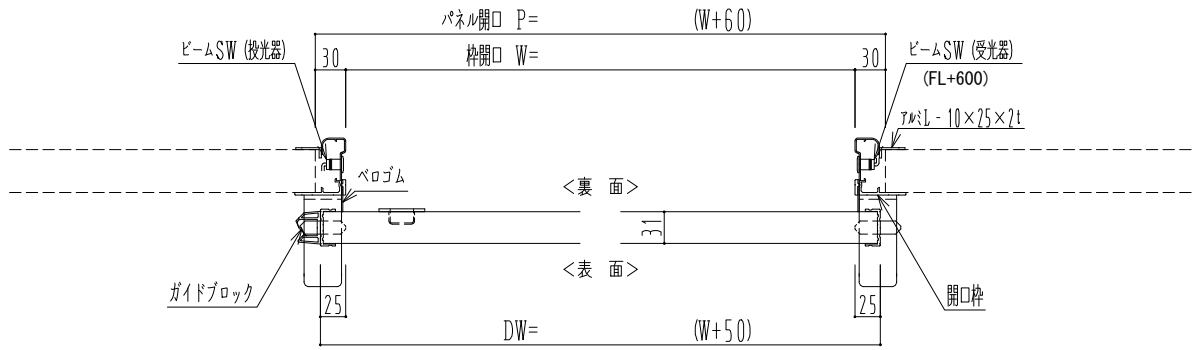 パネル開口 P= (W+60)
ビームSW (投光器)
30
枠開口 W=
30
ビームSW (受光器)
(FL+600)
アルミL - 10×25×2t
ベロゴム
<裏 面>
31
<表 面>
ガイドブロック
25
25
開口枠
DW= (W+50)